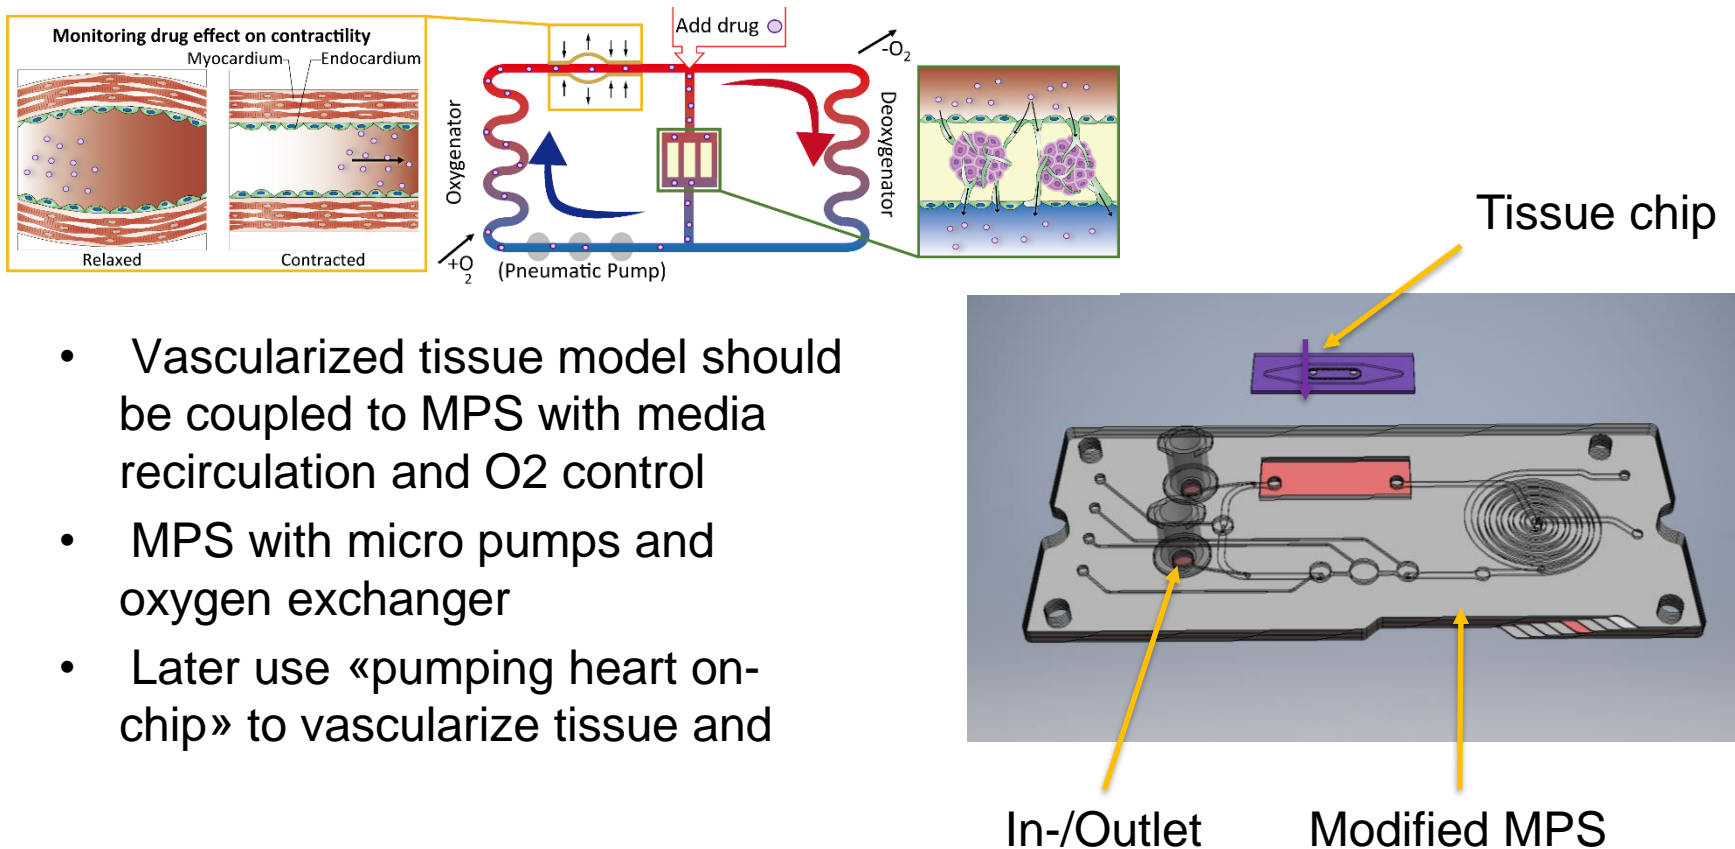 Monitoring drug effect on contractility
Myocardium
Endocardium
Relaxed
Contracted
Add drug
-O2
Oxygenator
Deoxygenator
+O2
(Pneumatic Pump)
Tissue chip
• Vascularized tissue model should
be coupled to MPS with media
recirculation and O2 control
• MPS with micro pumps and
oxygen exchanger
• Later use «pumping heart on-
chip» to vascularize tissue and
In-/Outlet
Modified MPS